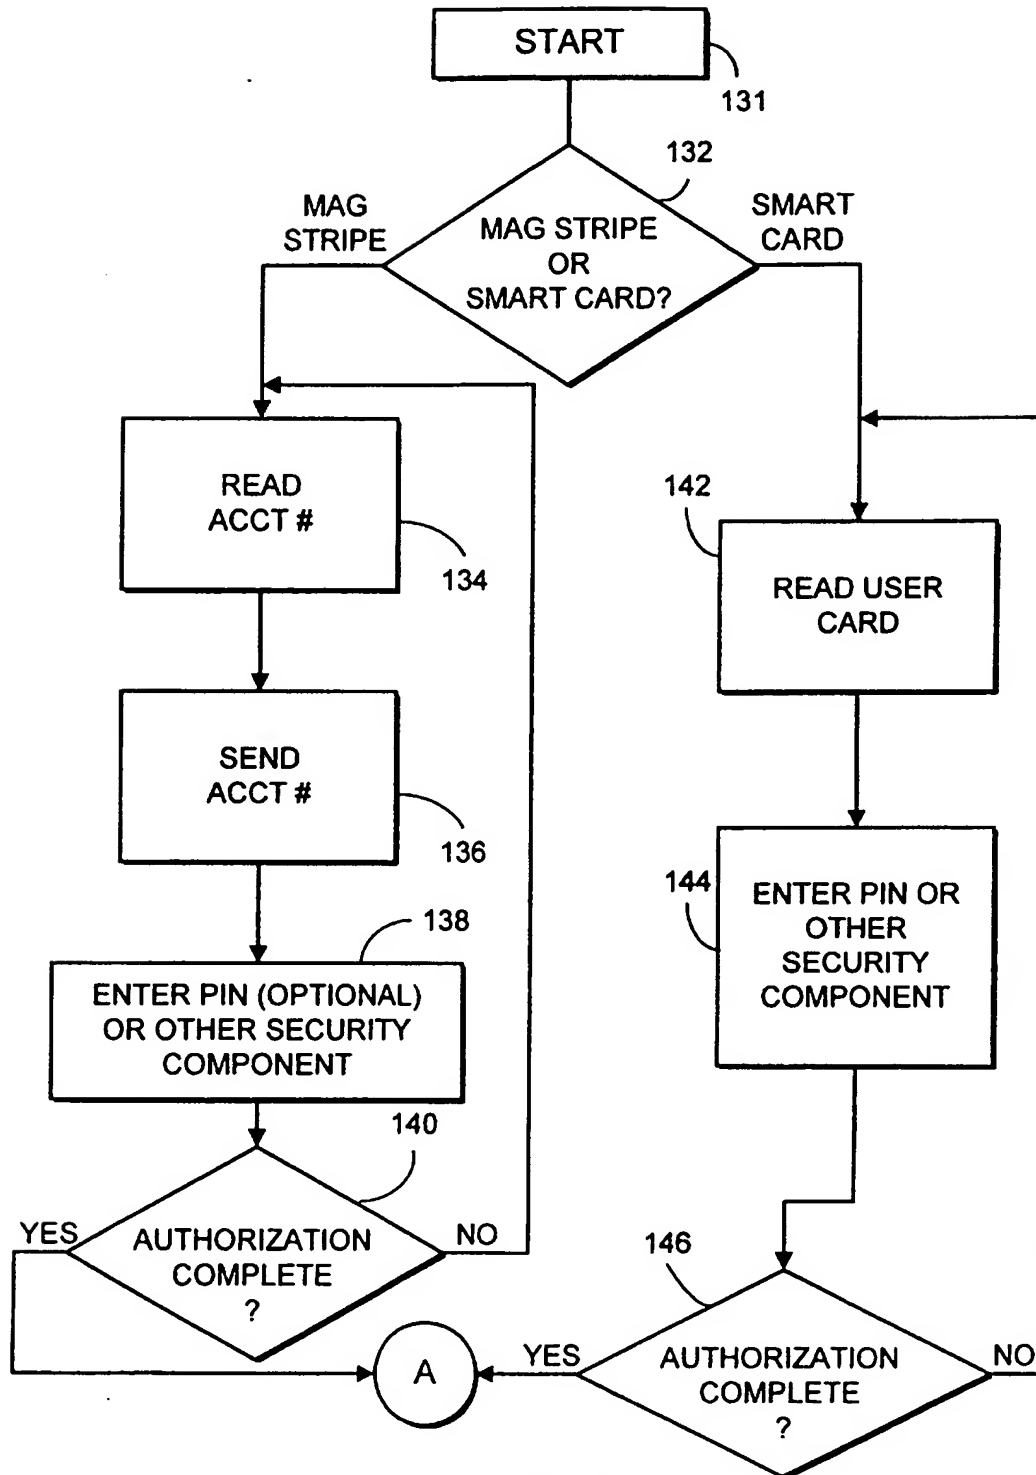 START
131
132
MAG
STRIPE
SMART
CARD
MAG STRIPE
OR
SMART CARD?
READ
ACCT #
134
142
READ USER
CARD
SEND
ACCT #
136
138
ENTER PIN (OPTIONAL)
OR OTHER SECURITY
COMPONENT
144
ENTER PIN OR
OTHER
SECURITY
COMPONENT
140
YES
AUTHORIZATION
COMPLETE
?
NO
146
A
YES
AUTHORIZATION
COMPLETE
?
NO